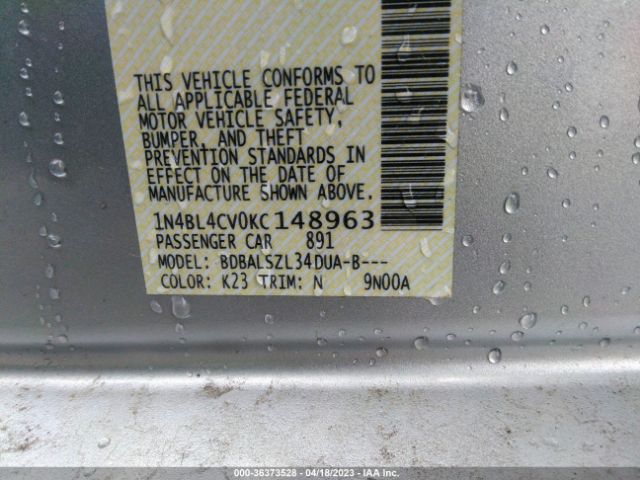 THIS VEHICLE CONFORMS TO
ALL APPLICABLE FEDERAL
MOTOR VEHICLE SAFETY,
BUMPER, AND THEFT
PREVENTION STANDARDS IN
EFFECT ON THE DATE OF
MANUFACTURE SHOWN ABOVE.
1N4BL4CV0KC148963
PASSENGER CAR 891
MODEL: BDBALSZL34DUA-B---
COLOR: K23 TRIM: N 9N00A
000-36373528 - 04/18/2023 - IAA Inc.